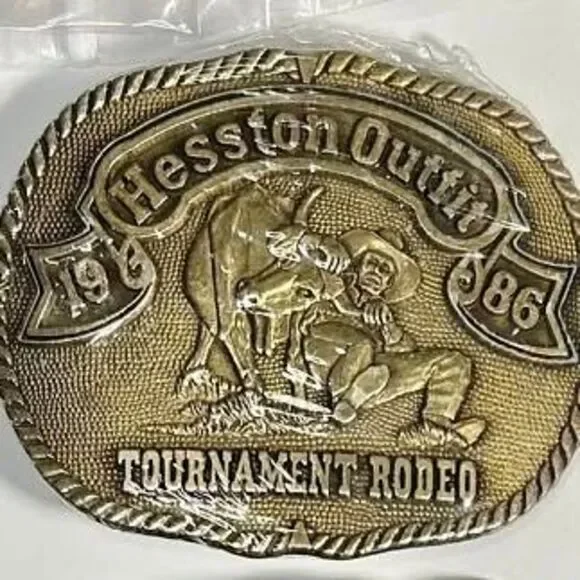 Hesston Outfit
19 86
TOURNAMENT RODEO